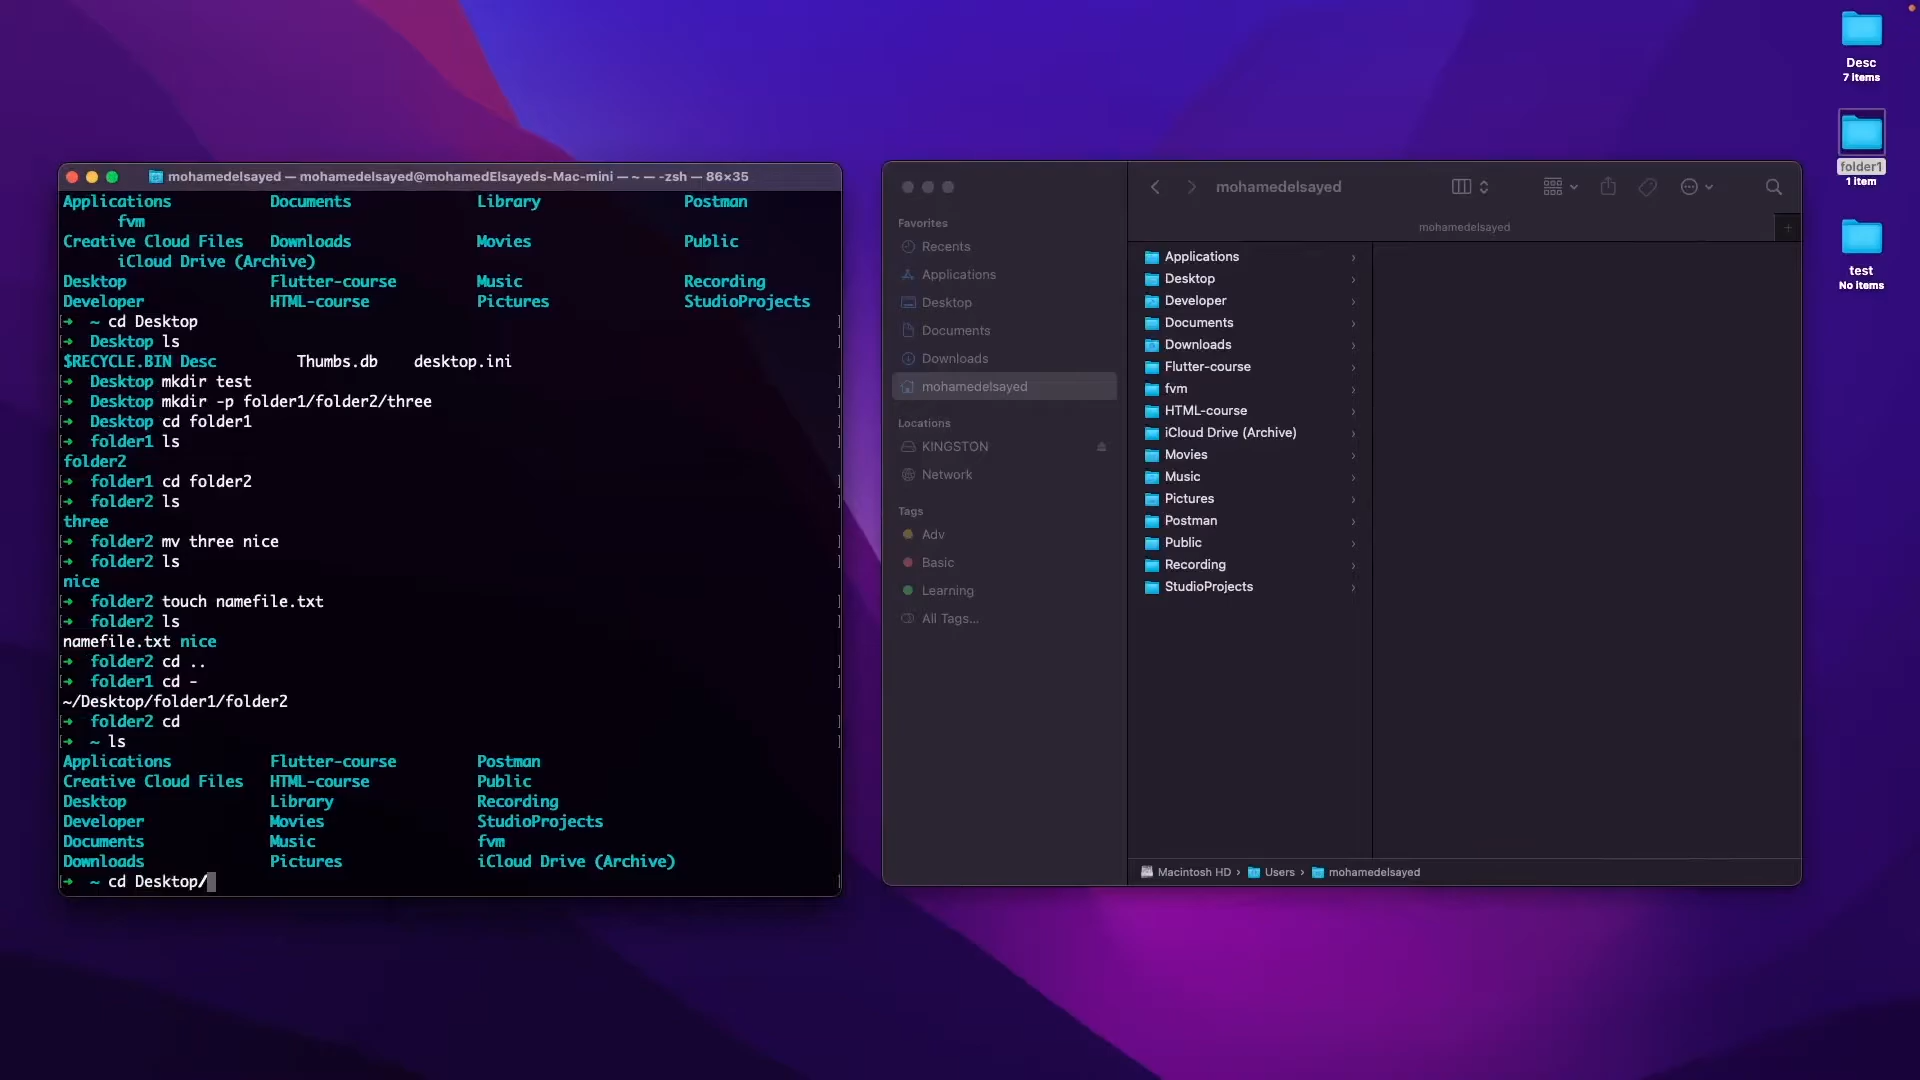 mohamedelsayed — mohamedelsayed@mohamedElsayeds-Mac-mini — ~ — -zsh — 86×35
Applications Documents Library Postman
fvm
Creative Cloud Files Downloads Movies Public
iCloud Drive (Archive)
Desktop Flutter-course Music Recording
Developer HTML-course Pictures StudioProjects
[➜ ~ cd Desktop ]
[➜ Desktop ls ]
$RECYCLE.BIN Desc Thumbs.db desktop.ini
[➜ Desktop mkdir test ]
[➜ Desktop mkdir -p folder1/folder2/three ]
[➜ Desktop cd folder1 ]
[➜ folder1 ls ]
folder2
[➜ folder1 cd folder2 ]
[➜ folder2 ls ]
three
[➜ folder2 mv three nice ]
[➜ folder2 ls ]
nice
[➜ folder2 touch namefile.txt ]
[➜ folder2 ls ]
namefile.txt nice
[➜ folder2 cd .. ]
[➜ folder1 cd - ]
~/Desktop/folder1/folder2
[➜ folder2 cd ]
[➜ ~ ls ]
Applications Flutter-course Postman
Creative Cloud Files HTML-course Public
Desktop Library Recording
Developer Movies StudioProjects
Documents Music fvm
Downloads Pictures iCloud Drive (Archive)
[➜ ~ cd Desktop/ ]
Favorites
Recents
Applications
Desktop
Documents
Downloads
mohamedelsayed
Locations
KINGSTON
Network
Tags
Adv
Basic
Learning
All Tags...
mohamedelsayed
mohamedelsayed
Applications
Desktop
Developer
Documents
Downloads
Flutter-course
fvm
HTML-course
iCloud Drive (Archive)
Movies
Music
Pictures
Postman
Public
Recording
StudioProjects
Macintosh HD › Users › mohamedelsayed
Desc
7 items
folder1
1 item
test
No items